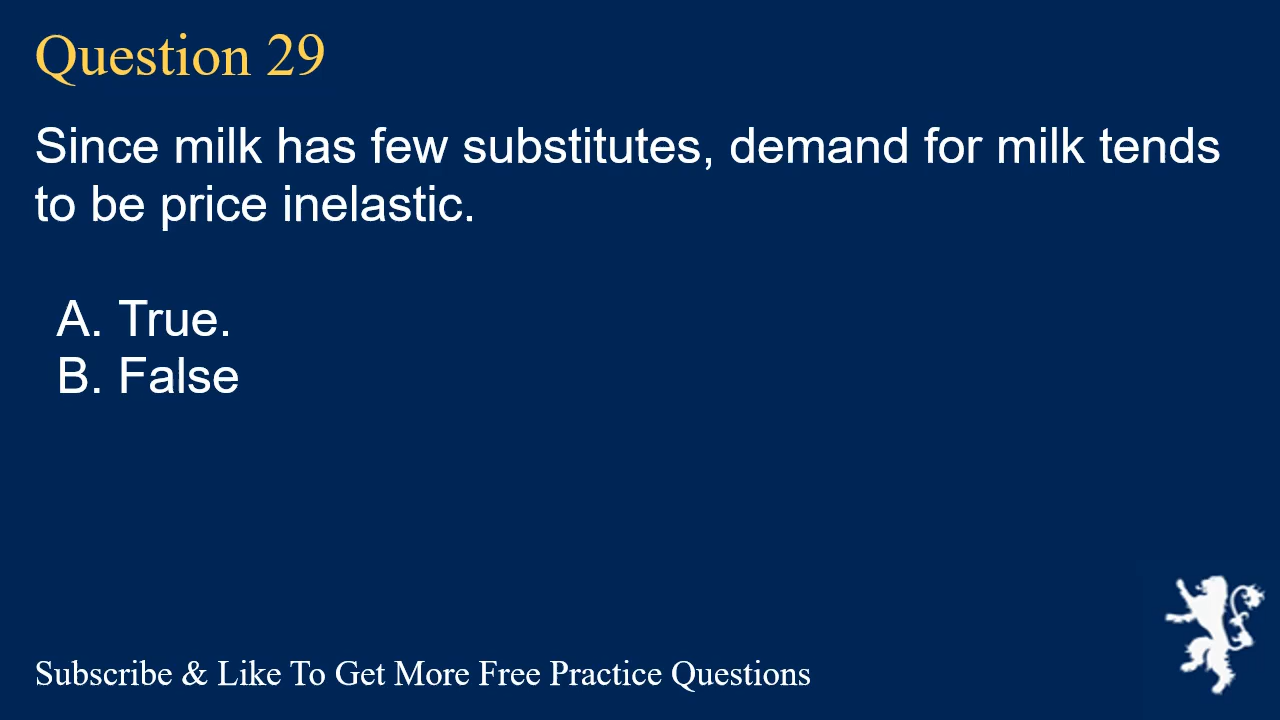 Question 29
Since milk has few substitutes, demand for milk tends
to be price inelastic.
A. True.
B. False
Subscribe & Like To Get More Free Practice Questions